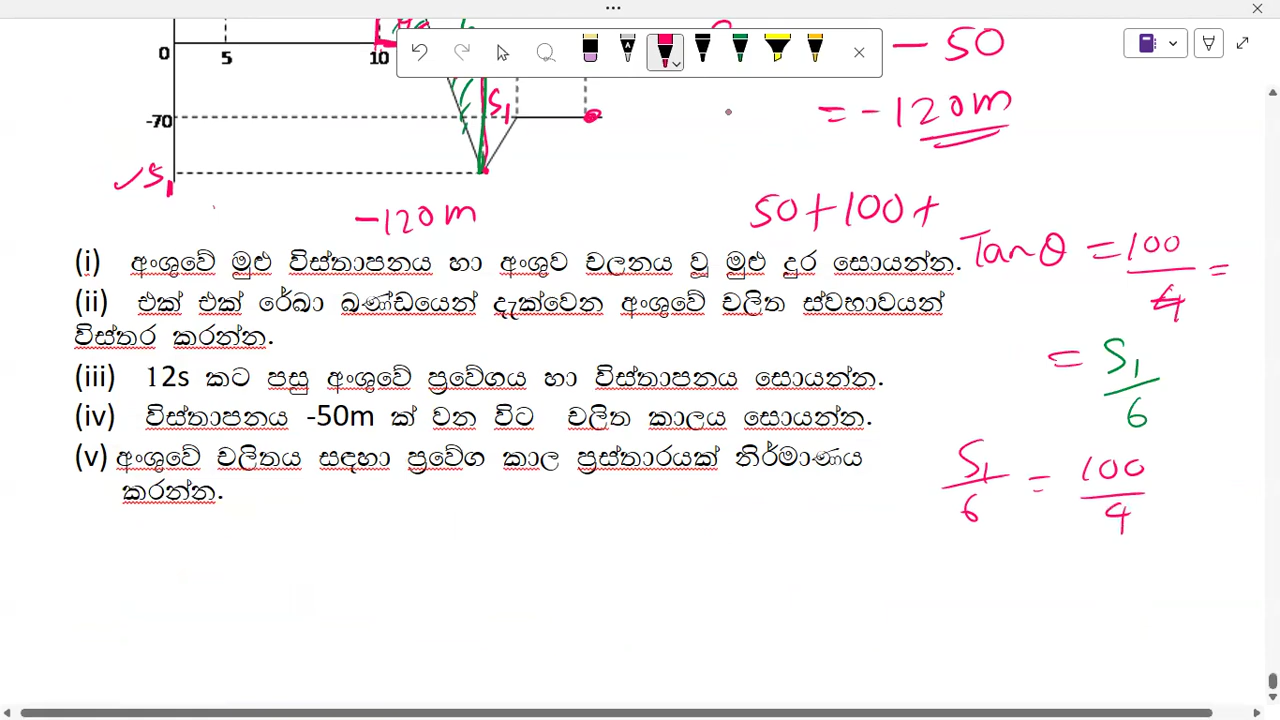 0 5 10
- 50
-70
S1
= -120m
✓S1
-120m
50+100+
Tanθ = 100/4 =
(i) අංශුවේ මුළු විස්තාපනය හා අංශුව චලනය වූ මුළු දුර සොයන්න.
(ii) එක් එක් රේඛා ඛණ්ඩයෙන් දැක්වෙන අංශුවේ චලිත ස්වභාවයන්
විස්තර කරන්න.
= S1/6
(iii) 12s කට පසු අංශුවේ ප්‍රවේගය හා විස්තාපනය සොයන්න.
(iv) විස්තාපනය -50m ක් වන විට චලිත කාලය සොයන්න.
(v) අංශුවේ චලිතය සඳහා ප්‍රවේග කාල ප්‍රස්තාරයක් නිර්මාණය
කරන්න.
S1/6 = 100/4